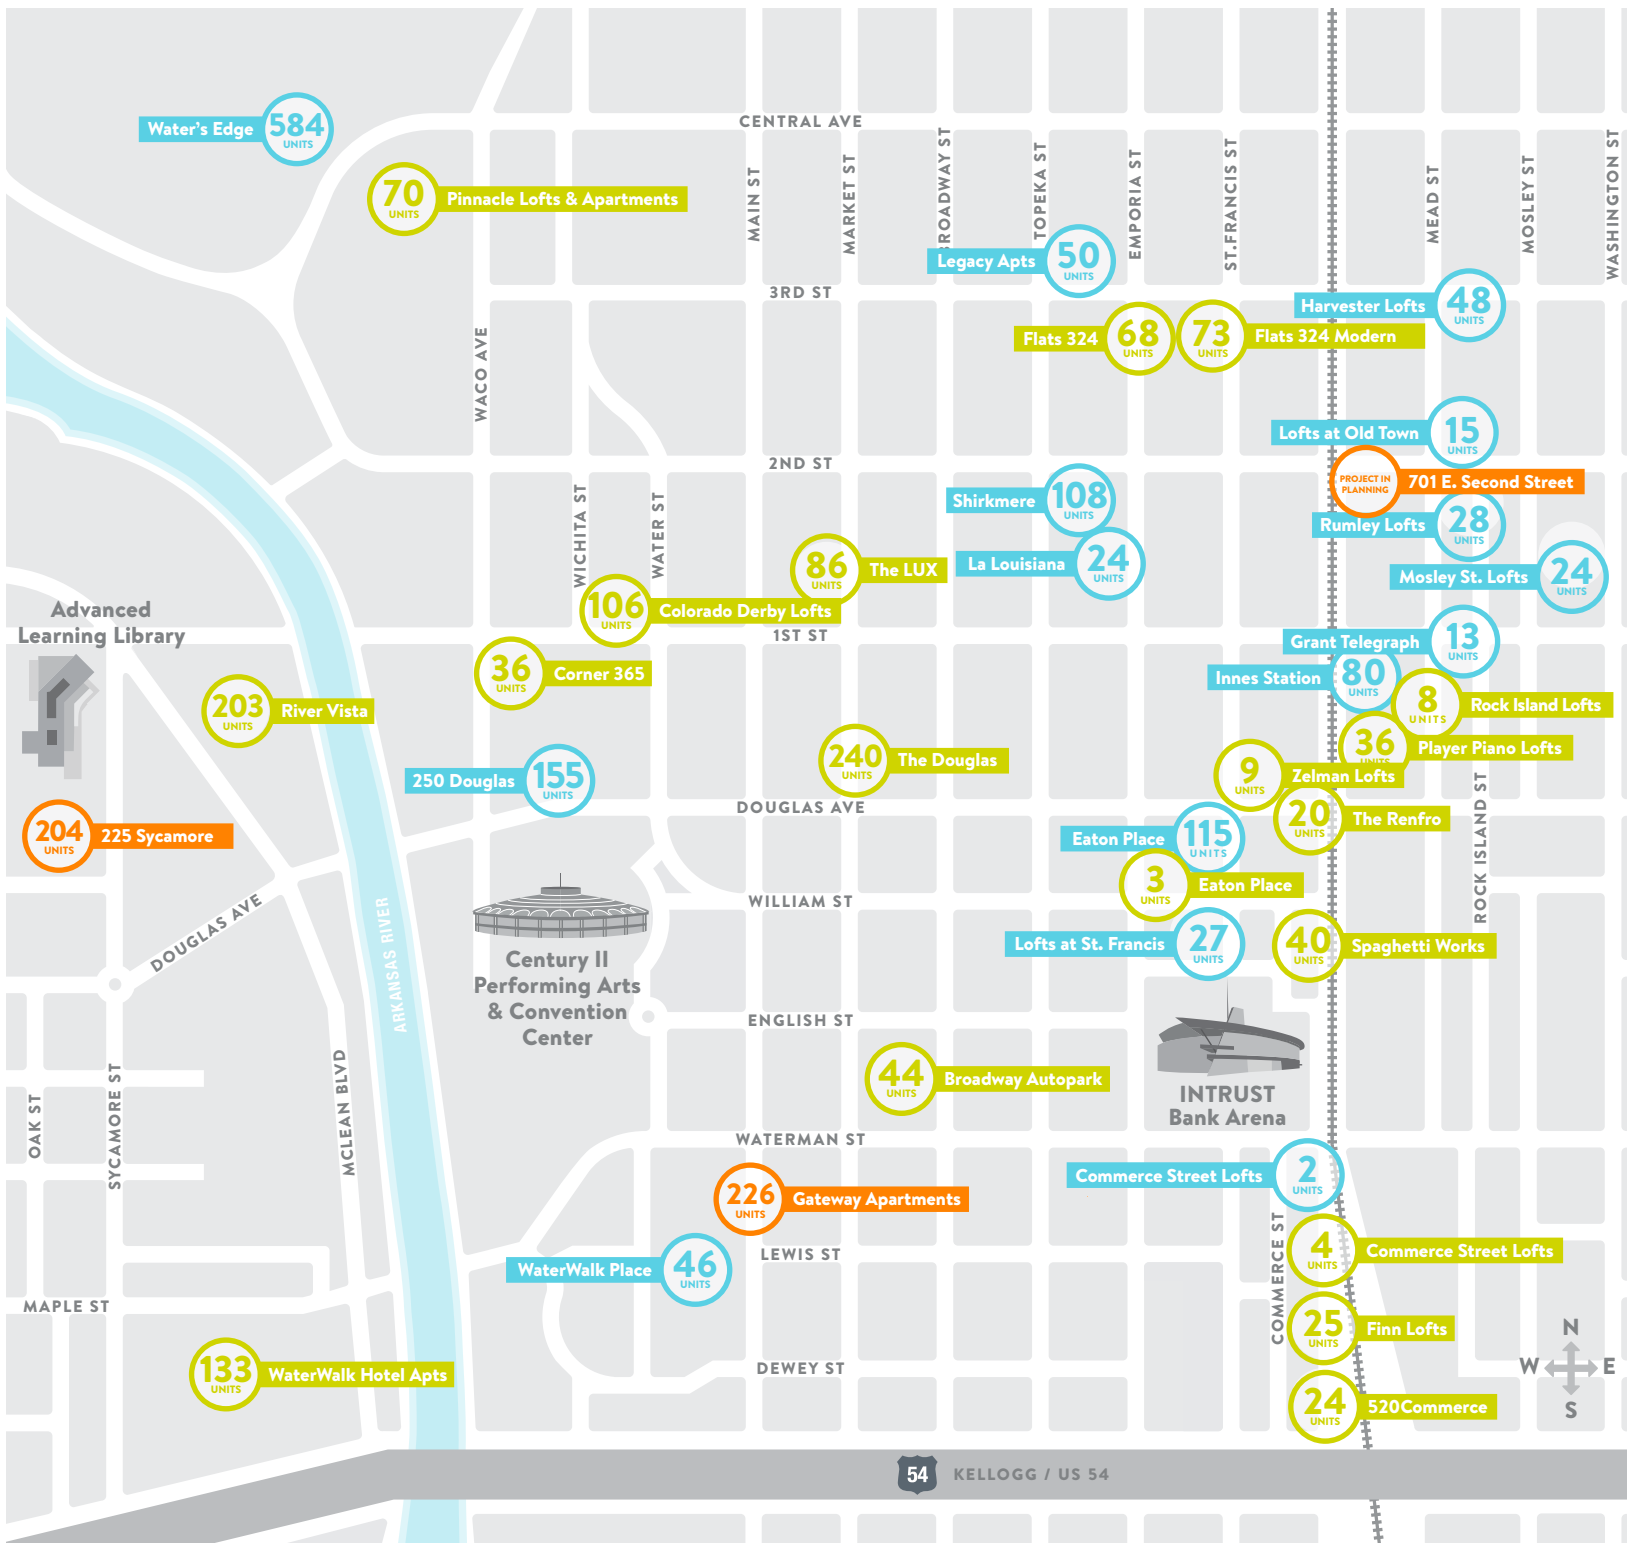 CENTRAL AVE
Water's Edge
584
UNITS
70
UNITS
Pinnacle Lofts & Apartments
MAIN ST
MARKET ST
ROADWAY ST
TOPEKA ST
EMPORIA ST
ST.FRANCIS ST
MEAD ST
MOSLEY ST
WASHINGTON ST
Legacy Apts
50
UNITS
3RD ST
Harvester Lofts
48
UNITS
Flats 324
68
UNITS
73
UNITS
Flats 324 Modern
WACO AVE
Lofts at Old Town
15
UNITS
2ND ST
PROJECT IN
PLANNING
701 E. Second Street
WICHITA ST
WATER ST
Shirkmere
108
UNITS
Rumley Lofts
28
UNITS
86
UNITS
The LUX
La Louisiana
24
UNITS
Mosley St. Lofts
24
UNITS
106
UNITS
Colorado Derby Lofts
1ST ST
Advanced
Learning Library
Grant Telegraph
13
UNITS
36
UNITS
Corner 365
Innes Station
80
UNITS
203
UNITS
River Vista
8
UNITS
Rock Island Lofts
36
UNITS
Player Piano Lofts
240
UNITS
The Douglas
250 Douglas
155
UNITS
9
UNITS
Zelman Lofts
DOUGLAS AVE
20
UNITS
The Renfro
204
UNITS
225 Sycamore
Eaton Place
115
UNITS
ROCK ISLAND ST
3
UNITS
Eaton Place
WILLIAM ST
DOUGLAS AVE
ARKANSAS RIVER
Lofts at St. Francis
27
UNITS
40
UNITS
Spaghetti Works
Century II
Performing Arts
& Convention
Center
ENGLISH ST
44
UNITS
Broadway Autopark
INTRUST
Bank Arena
OAK ST
SYCAMORE ST
MCLEAN BLVD
WATERMAN ST
Commerce Street Lofts
2
UNITS
226
UNITS
Gateway Apartments
COMMERCE ST
4
UNITS
Commerce Street Lofts
LEWIS ST
WaterWalk Place
46
UNITS
MAPLE ST
25
UNITS
Finn Lofts
N
W
E
S
DEWEY ST
133
UNITS
WaterWalk Hotel Apts
24
UNITS
520Commerce
54
KELLOGG / US 54